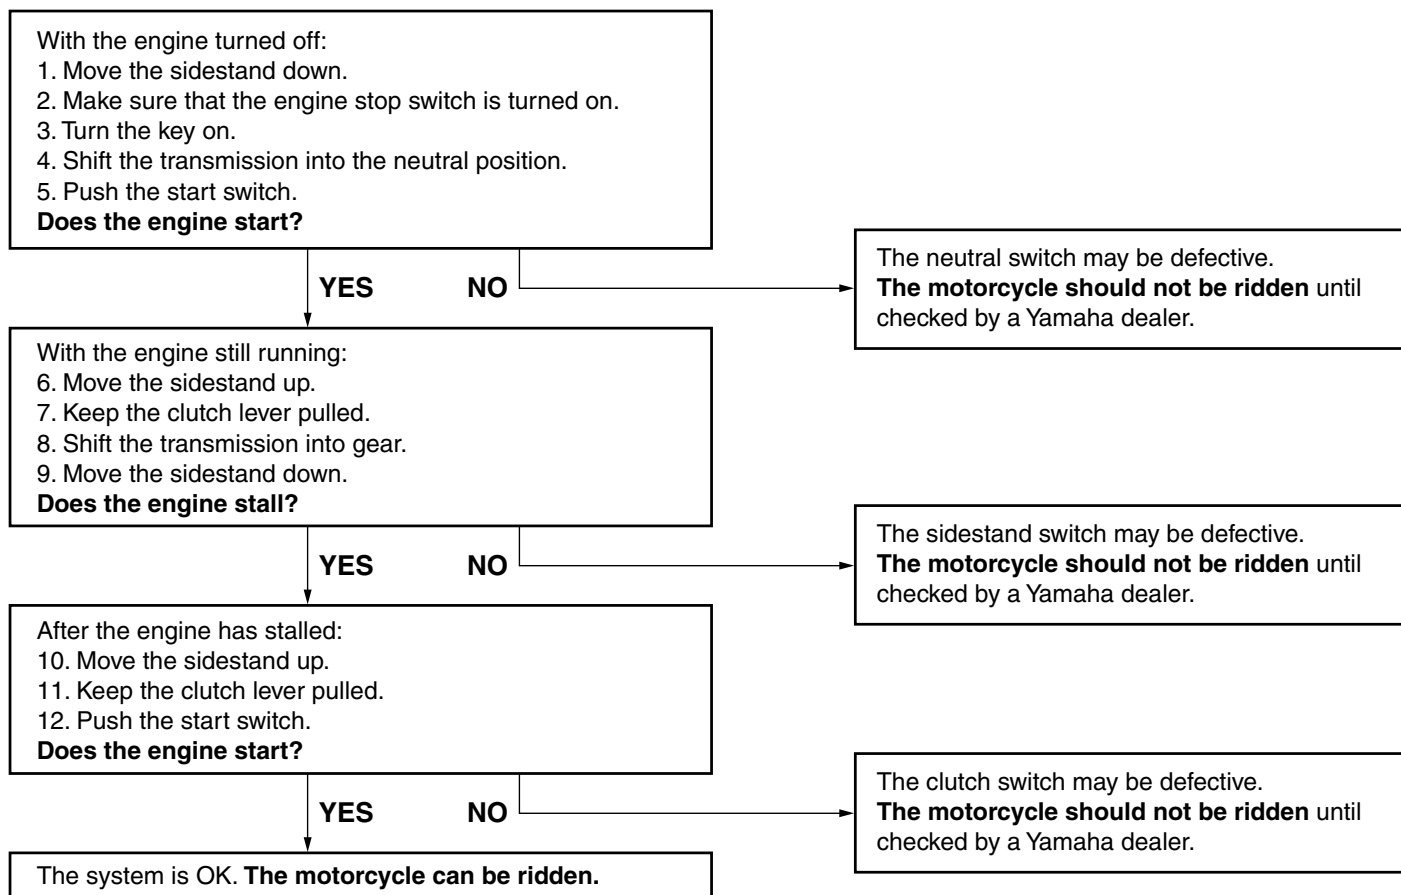 With the engine turned off:
1. Move the sidestand down.
2. Make sure that the engine stop switch is turned on.
3. Turn the key on.
4. Shift the transmission into the neutral position.
5. Push the start switch.
Does the engine start?
YES
NO
The neutral switch may be defective.
The motorcycle should not be ridden until
checked by a Yamaha dealer.
With the engine still running:
6. Move the sidestand up.
7. Keep the clutch lever pulled.
8. Shift the transmission into gear.
9. Move the sidestand down.
Does the engine stall?
YES
NO
The sidestand switch may be defective.
The motorcycle should not be ridden until
checked by a Yamaha dealer.
After the engine has stalled:
10. Move the sidestand up.
11. Keep the clutch lever pulled.
12. Push the start switch.
Does the engine start?
YES
NO
The clutch switch may be defective.
The motorcycle should not be ridden until
checked by a Yamaha dealer.
The system is OK. The motorcycle can be ridden.